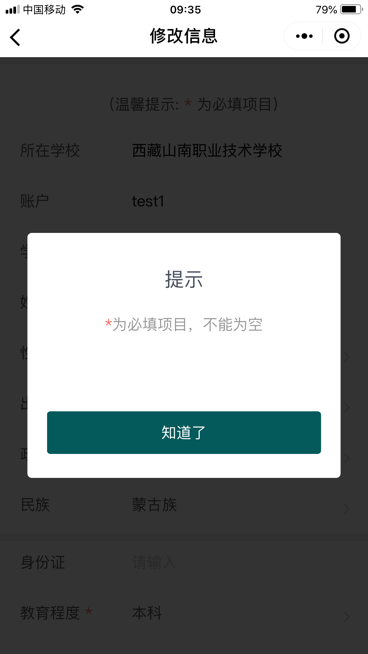 中国移动
09:35
79%
修改信息
（温馨提示: * 为必填项目）
所在学校 西藏山南职业技术学校
账户 test1
提示
*为必填项目，不能为空
知道了
民族 蒙古族
身份证 请输入
教育程度 * 本科